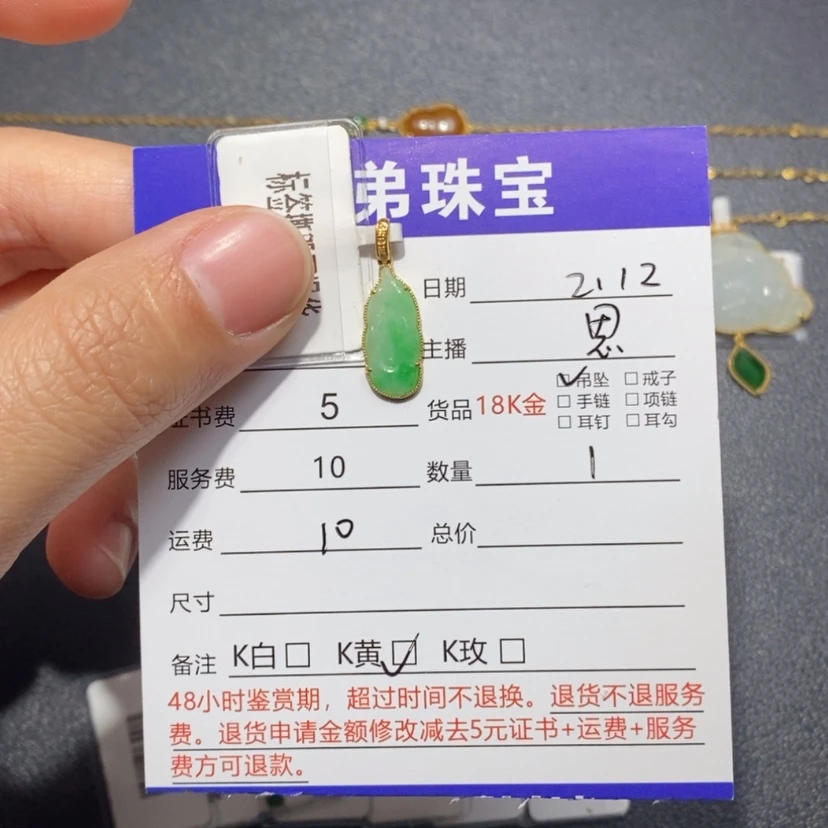 弟珠宝
标签撕
日期 2.12
主播 恩
证书费 5 货品 18K金 ☑吊坠 ☐戒子
☐手链 ☐项链
☐耳钉 ☐耳勾
服务费 10 数量 1
运费 10 总价
尺寸
备注 K白☐ K黄☑ K玫☐
48小时鉴赏期，超过时间不退换。退货不退服务
费。退货申请金额修改减去5元证书+运费+服务
费方可退款。